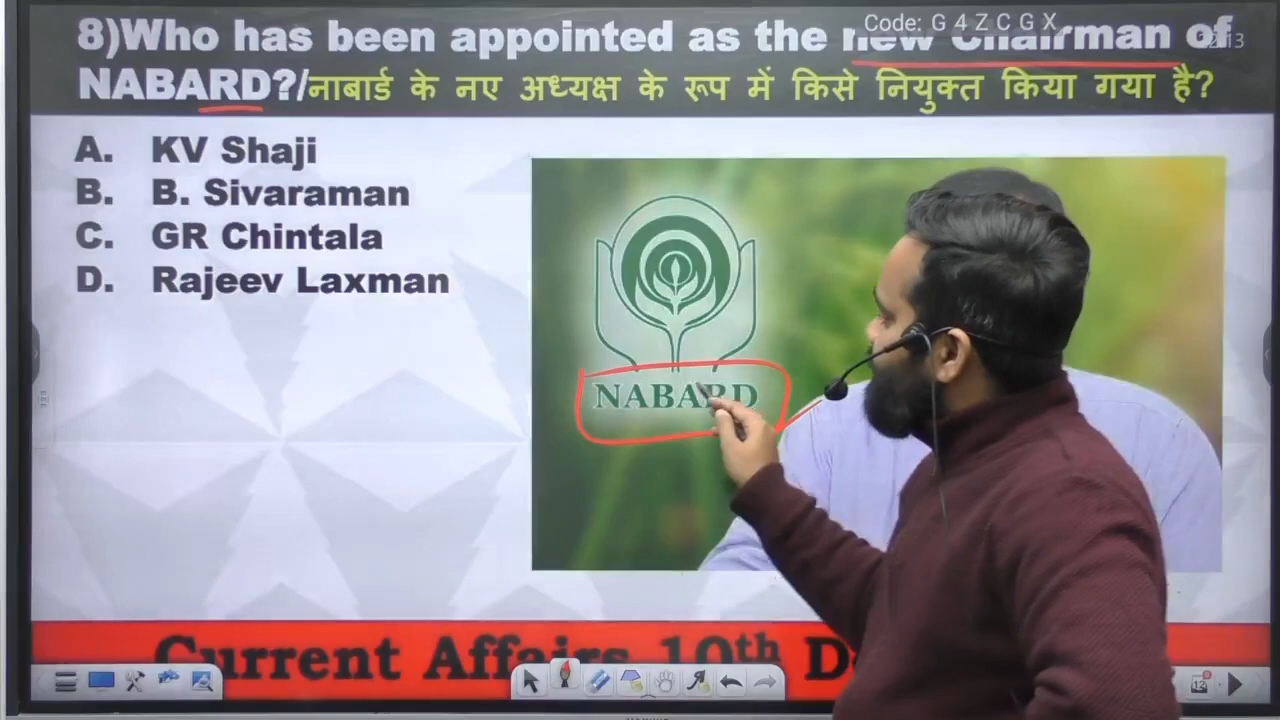 Code: G 4 Z C G X
8)Who has been appointed as the new Chairman of
NABARD?/नाबार्ड के नए अध्यक्ष के रूप में किसे नियुक्त किया गया है?
A. KV Shaji
B. B. Sivaraman
C. GR Chintala
D. Rajeev Laxman
NABARD
Current Affairs 10th
12